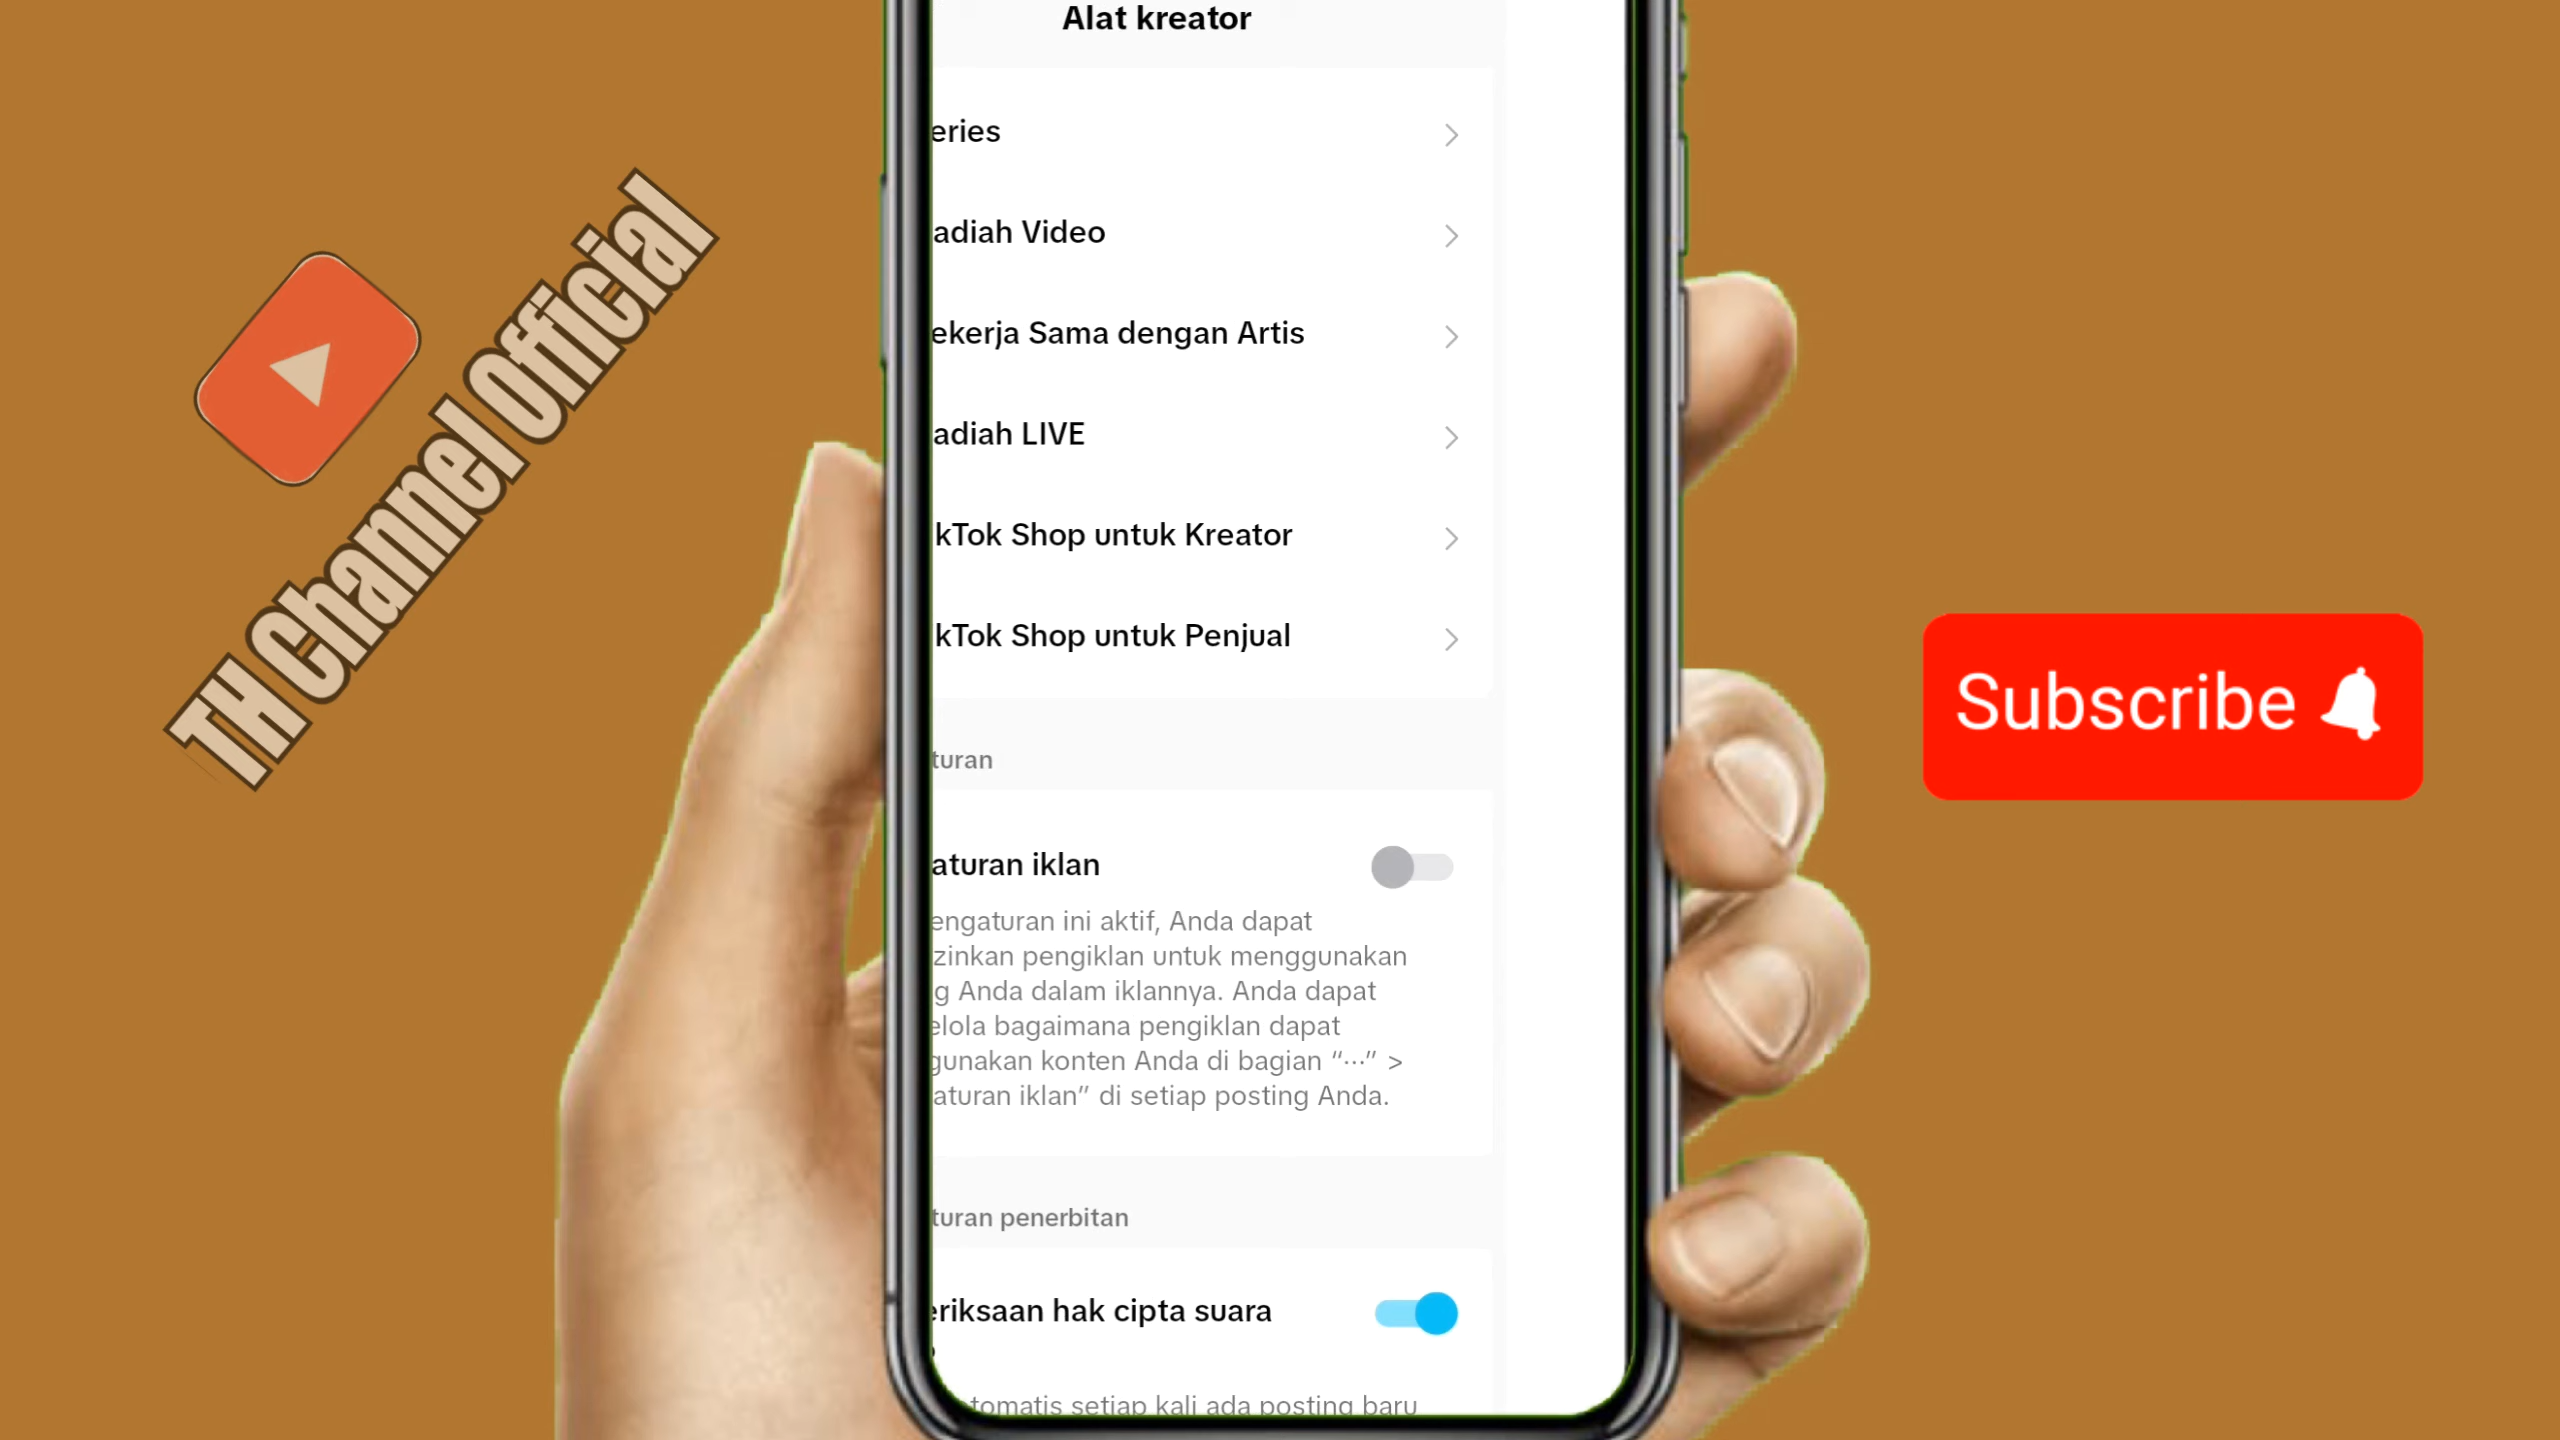 Alat kreator
eries
adiah Video
ekerja Sama dengan Artis
adiah LIVE
kTok Shop untuk Kreator
kTok Shop untuk Penjual
turan
aturan iklan
engaturan ini aktif, Anda dapat
zinkan pengiklan untuk menggunakan
g Anda dalam iklannya. Anda dapat
elola bagaimana pengiklan dapat
gunakan konten Anda di bagian “···” >
aturan iklan” di setiap posting Anda.
turan penerbitan
eriksaan hak cipta suara
tomatis setiap kali ada posting baru
TH Channel Official
Subscribe